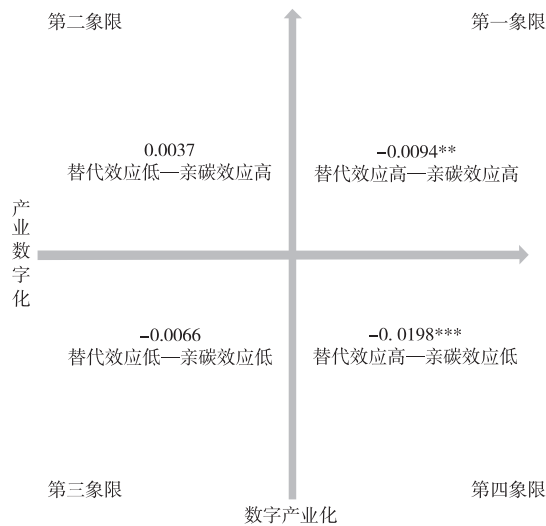 第二象限
第一象限
0.0037
替代效应低—亲碳效应高
-0.0094**
替代效应高—亲碳效应高
产业数字化
-0.0066
替代效应低—亲碳效应低
-0. 0198***
替代效应高—亲碳效应低
第三象限
第四象限
数字产业化